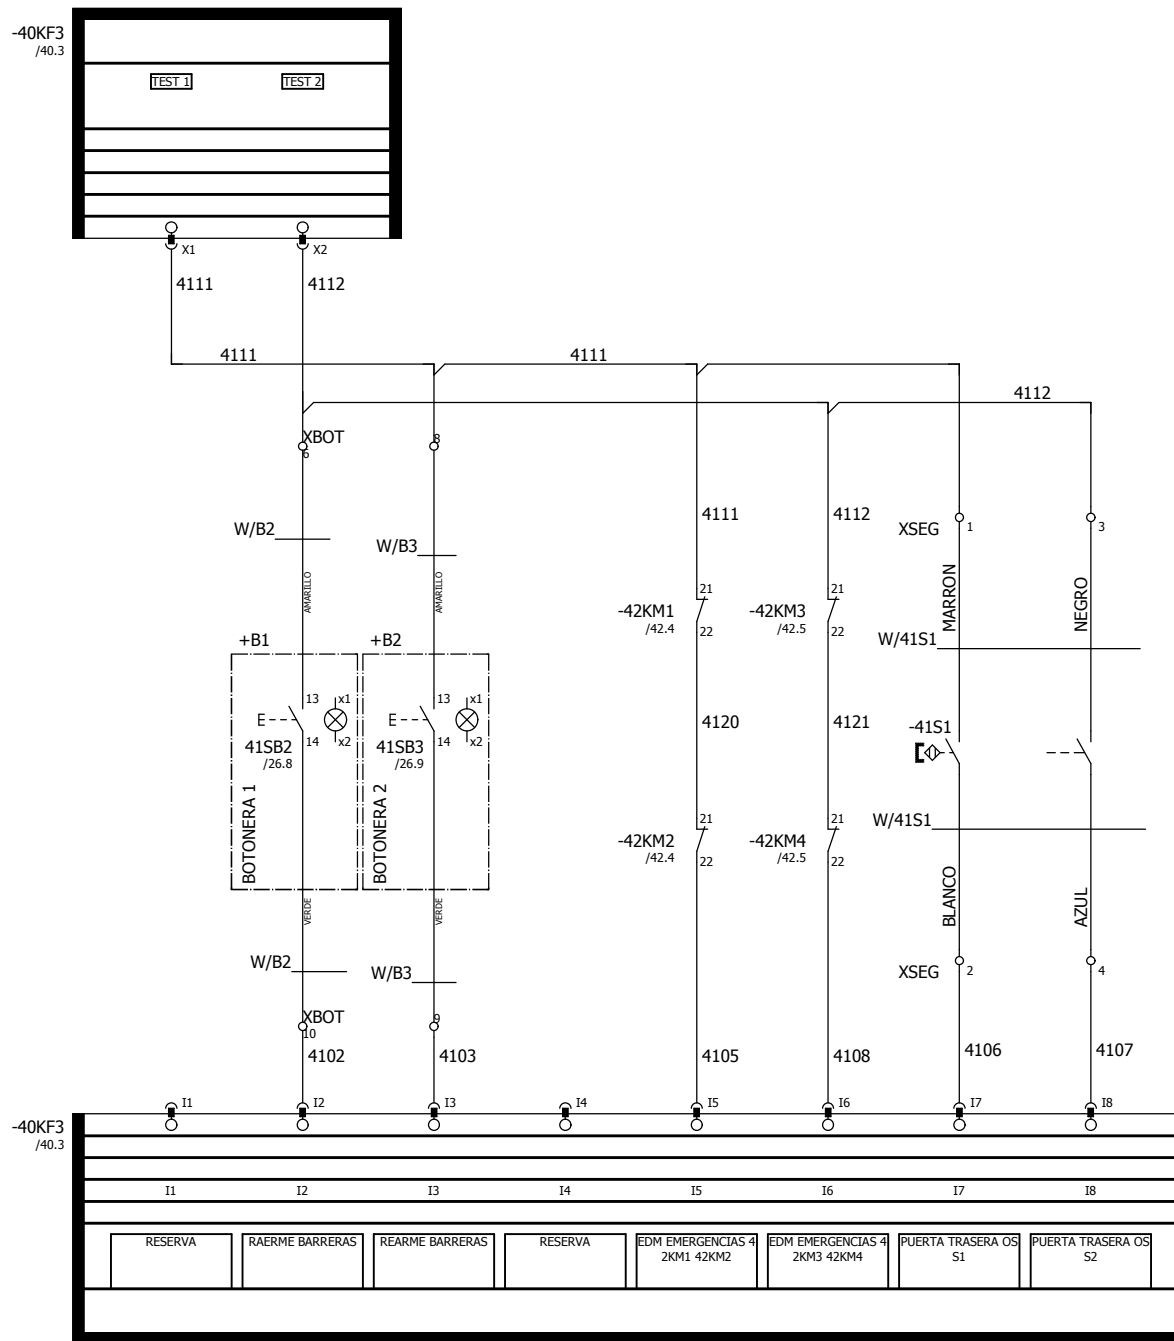 -40KF3
/40.3
TEST 1
TEST 2
X1
X2
4111
4112
4111
4111
4112
XBOT
6
8
4111
4112
XSEG
1
3
W/B2
W/B3
AMARILLO
AMARILLO
MARRON
NEGRO
-42KM1
/42.4
21
22
-42KM3
/42.5
21
22
W/41S1
+B1
+B2
13
x1
13
x1
E
E
41SB2
/26.8
14
x2
41SB3
/26.9
14
x2
4120
4121
-41S1
BOTONERA 1
BOTONERA 2
W/41S1
-42KM2
/42.4
21
22
-42KM4
/42.5
21
22
VERDE
VERDE
BLANCO
AZUL
W/B2
W/B3
XSEG
2
4
XBOT
10
9
4102
4103
4105
4108
4106
4107
-40KF3
/40.3
I1
I2
I3
I4
I5
I6
I7
I8
I1
I2
I3
I4
I5
I6
I7
I8
RESERVA
RAERME BARRERAS
REARME BARRERAS
RESERVA
EDM EMERGENCIAS 4
2KM1 42KM2
EDM EMERGENCIAS 4
2KM3 42KM4
PUERTA TRASERA OS
S1
PUERTA TRASERA OS
S2